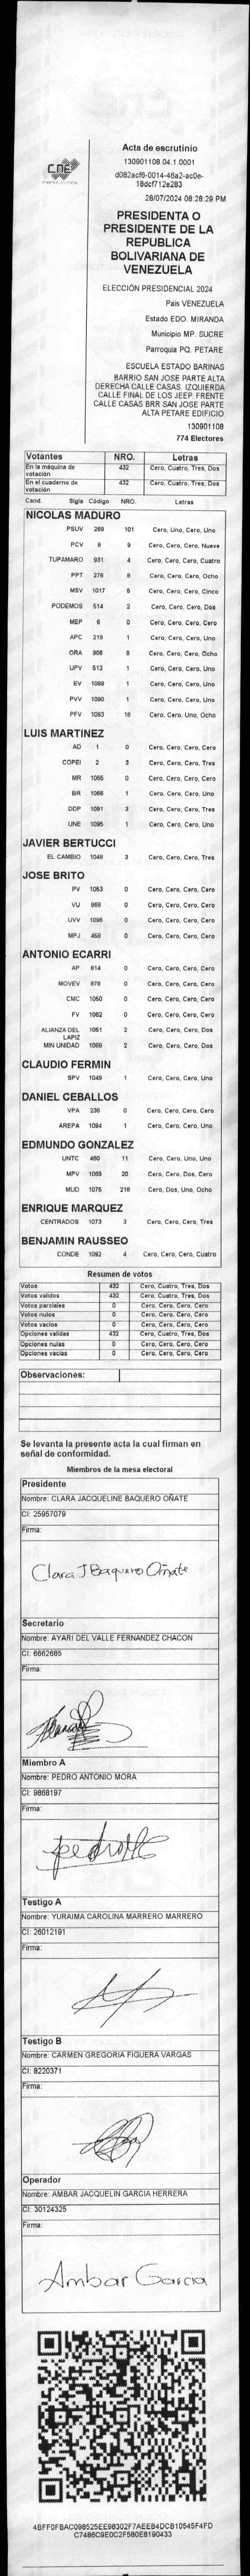 CNE
Acta de escrutinio
130901108.04.1.0001
d082acf6-0014-46a2-ac0e-
18dcf712e283
28/07/2024 08:28:29 PM
PRESIDENTA O
PRESIDENTE DE LA
REPUBLICA
BOLIVARIANA DE
VENEZUELA
ELECCIÓN PRESIDENCIAL 2024
País VENEZUELA
Estado EDO. MIRANDA
Municipio MP. SUCRE
Parroquia PQ. PETARE
ESCUELA ESTADO BARINAS
BARRIO SAN JOSE PARTE ALTA
DERECHA CALLE CASAS. IZQUIERDA
CALLE FINAL DE LOS JEEP. FRENTE
CALLE CASAS BRR SAN JOSE PARTE
ALTA PETARE EDIFICIO
130901108
774 Electores
Votantes NRO. Letras
En la máquina de votación 432 Cero, Cuatro, Tres, Dos
En el cuaderno de votación 432 Cero, Cuatro, Tres, Dos
Cand. Sigla Código NRO. Letras
NICOLAS MADURO
PSUV 269 101 Cero, Uno, Cero, Uno
PCV 8 9 Cero, Cero, Cero, Nueve
TUPAMARO 931 4 Cero, Cero, Cero, Cuatro
PPT 276 8 Cero, Cero, Cero, Ocho
MSV 1017 5 Cero, Cero, Cero, Cinco
PODEMOS 514 2 Cero, Cero, Cero, Dos
MEP 6 0 Cero, Cero, Cero, Cero
APC 219 1 Cero, Cero, Cero, Uno
ORA 906 8 Cero, Cero, Cero, Ocho
UPV 513 1 Cero, Cero, Cero, Uno
EV 1089 1 Cero, Cero, Cero, Uno
PVV 1090 1 Cero, Cero, Cero, Uno
PFV 1093 18 Cero, Cero, Uno, Ocho
LUIS MARTINEZ
AD 1 0 Cero, Cero, Cero, Cero
COPEI 2 3 Cero, Cero, Cero, Tres
MR 1065 0 Cero, Cero, Cero, Cero
BR 1066 1 Cero, Cero, Cero, Uno
DDP 1091 3 Cero, Cero, Cero, Tres
UNE 1095 1 Cero, Cero, Cero, Uno
JAVIER BERTUCCI
EL CAMBIO 1048 3 Cero, Cero, Cero, Tres
JOSE BRITO
PV 1053 0 Cero, Cero, Cero, Cero
VU 868 0 Cero, Cero, Cero, Cero
UVV 1096 0 Cero, Cero, Cero, Cero
MPJ 458 0 Cero, Cero, Cero, Cero
ANTONIO ECARRI
AP 814 0 Cero, Cero, Cero, Cero
MOVEV 878 0 Cero, Cero, Cero, Cero
CMC 1050 0 Cero, Cero, Cero, Cero
FV 1062 0 Cero, Cero, Cero, Cero
ALIANZA DEL LAPIZ 1051 2 Cero, Cero, Cero, Dos
MIN UNIDAD 1069 2 Cero, Cero, Cero, Dos
CLAUDIO FERMIN
SPV 1049 1 Cero, Cero, Cero, Uno
DANIEL CEBALLOS
VPA 236 0 Cero, Cero, Cero, Cero
AREPA 1094 1 Cero, Cero, Cero, Uno
EDMUNDO GONZALEZ
UNTC 460 11 Cero, Cero, Uno, Uno
MPV 1069 20 Cero, Cero, Dos, Cero
MUD 1075 218 Cero, Dos, Uno, Ocho
ENRIQUE MARQUEZ
CENTRADOS 1073 3 Cero, Cero, Cero, Tres
BENJAMIN RAUSSEO
CONDE 1092 4 Cero, Cero, Cero, Cuatro
Resumen de votos
Votos 432 Cero, Cuatro, Tres, Dos
Votos validos 432 Cero, Cuatro, Tres, Dos
Votos parciales 0 Cero, Cero, Cero, Cero
Votos nulos 0 Cero, Cero, Cero, Cero
Votos vacios 0 Cero, Cero, Cero, Cero
Opciones validas 432 Cero, Cuatro, Tres, Dos
Opciones nulas 0 Cero, Cero, Cero, Cero
Opciones vacias 0 Cero, Cero, Cero, Cero
Observaciones:
Se levanta la presente acta la cual firman en
señal de conformidad.
Miembros de la mesa electoral
Presidente
Nombre: CLARA JACQUELINE BAQUERO OÑATE
CI: 25957079
Firma:
Clara J Baquero Oñate
Secretario
Nombre: AYARI DEL VALLE FERNANDEZ CHACON
CI: 6662685
Firma:
Miembro A
Nombre: PEDRO ANTONIO MORA
CI: 9868197
Firma:
Testigo A
Nombre: YURAIMA CAROLINA MARRERO MARRERO
CI: 26012191
Firma:
Testigo B
Nombre: CARMEN GREGORIA FIGUERA VARGAS
CI: 8220371
Firma:
Operador
Nombre: AMBAR JACQUELIN GARCIA HERRERA
CI: 30124325
Firma:
Ambar Garcia
4BFF0FBAC098525EE98302F7AEEB4DCB10545F4FD
C7486C9E0C2F580E8190433